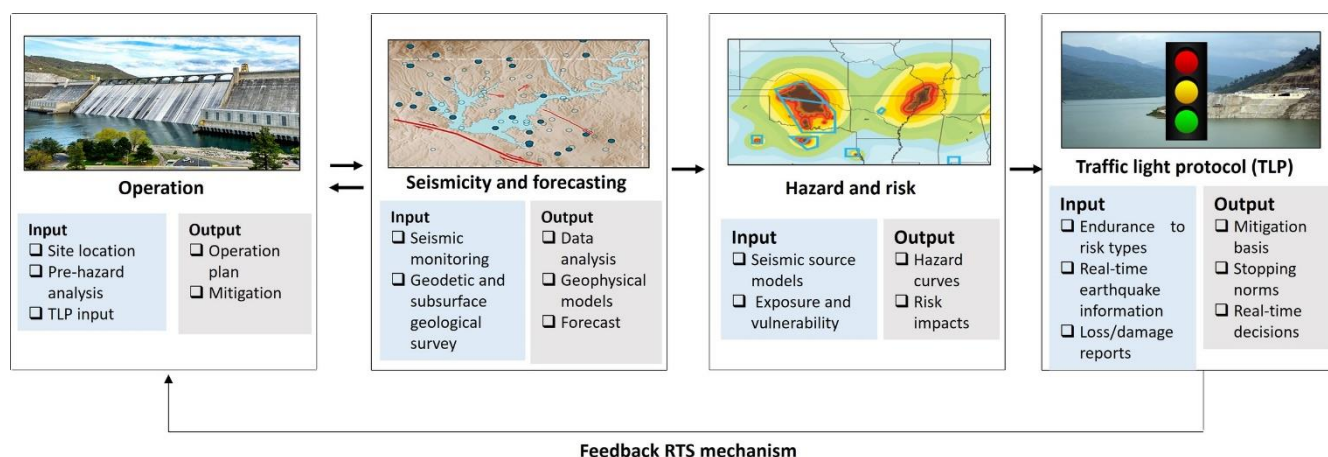 Operation
Input
❑ Site location
❑ Pre-hazard
analysis
❑ TLP input
Output
❑ Operation
plan
❑ Mitigation
Seismicity and forecasting
Input
❑ Seismic
monitoring
❑ Geodetic and
subsurface
geological
survey
Output
❑ Data
analysis
❑ Geophysical
models
❑ Forecast
Hazard and risk
Input
❑ Seismic source
models
❑ Exposure and
vulnerability
Output
❑ Hazard
curves
❑ Risk
impacts
Traffic light protocol (TLP)
Input
❑ Endurance to
risk types
❑ Real-time
earthquake
information
❑ Loss/damage
reports
Output
❑ Mitigation
basis
❑ Stopping
norms
❑ Real-time
decisions
Feedback RTS mechanism